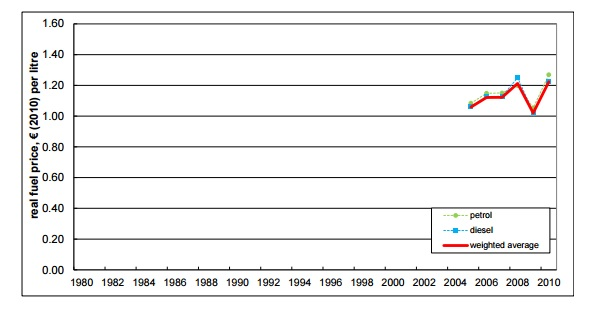 real fuel price, € (2010) per litre
1.60
1.40
1.20
1.00
0.80
0.60
0.40
0.20
0.00
petrol
diesel
weighted average
1980 1982 1984 1986 1988 1990 1992 1994 1996 1998 2000 2002 2004 2006 2008 2010